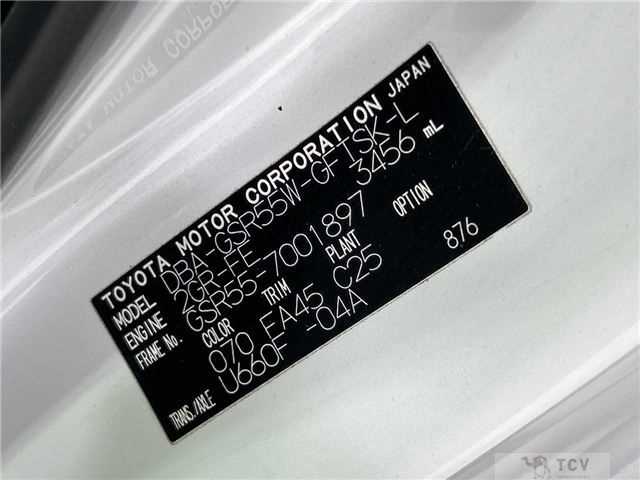 TOYOTA MOTOR CORPORATION JAPAN
MODEL DBA-GSR55W-GFTSK-L
ENGINE 2GR-FE 3456 mL
FRAME No. GSR55-7001897
COLOR TRIM PLANT OPTION
070 FA45 C25 876
TRANS./AXLE U660F -04A
TCV